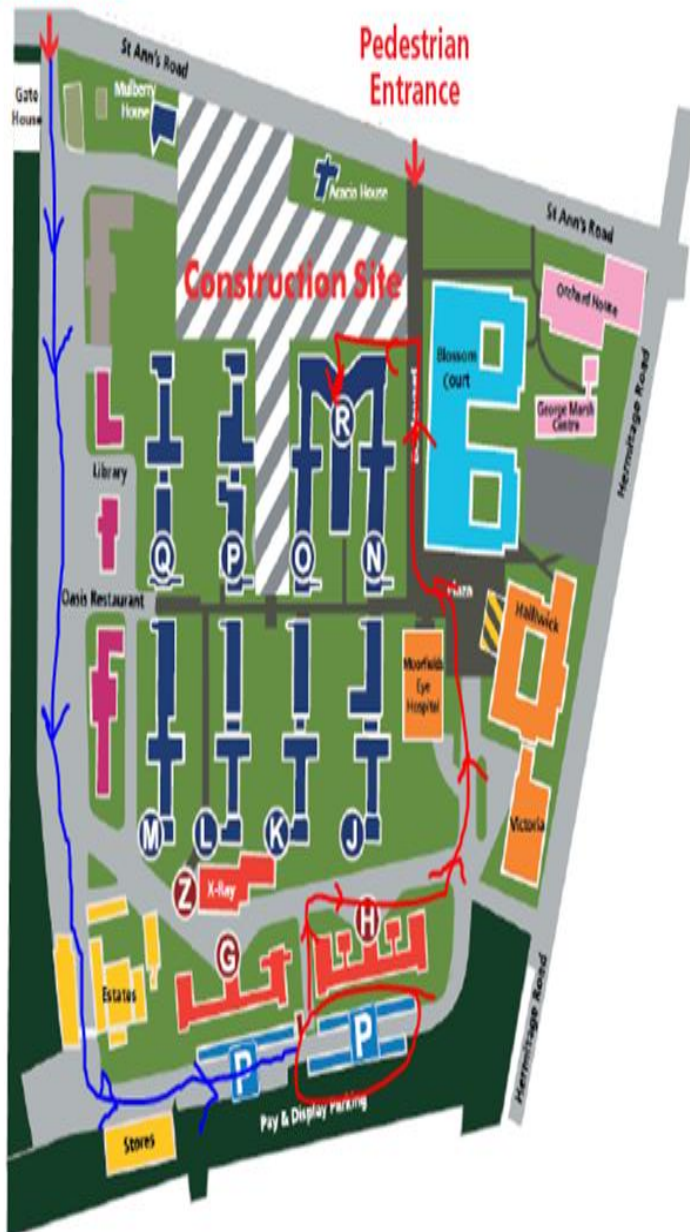 St Ann's Road
Pedestrian
Entrance
Gate
House
Mulberry
House
Acacia House
St Ann's Road
Construction Site
Orchard House
Blossom
Court
George Marsh
Centre
Hermitage Road
R
Library
Q
P
O
N
Oasis Restaurant
Plaza
Halliwick
Moorfields
Eye
Hospital
Victoria
M
L
K
J
Z
X-Ray
H
G
Estates
Hermitage Road
P
P
Pay & Display Parking
Stores